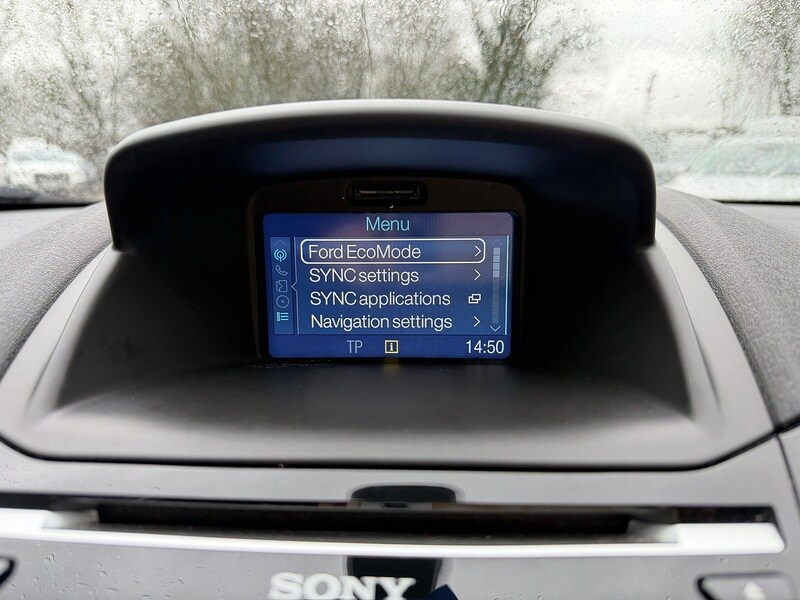 Menu
Ford EcoMode
SYNC settings
SYNC applications
Navigation settings
TP i 14:50
SONY